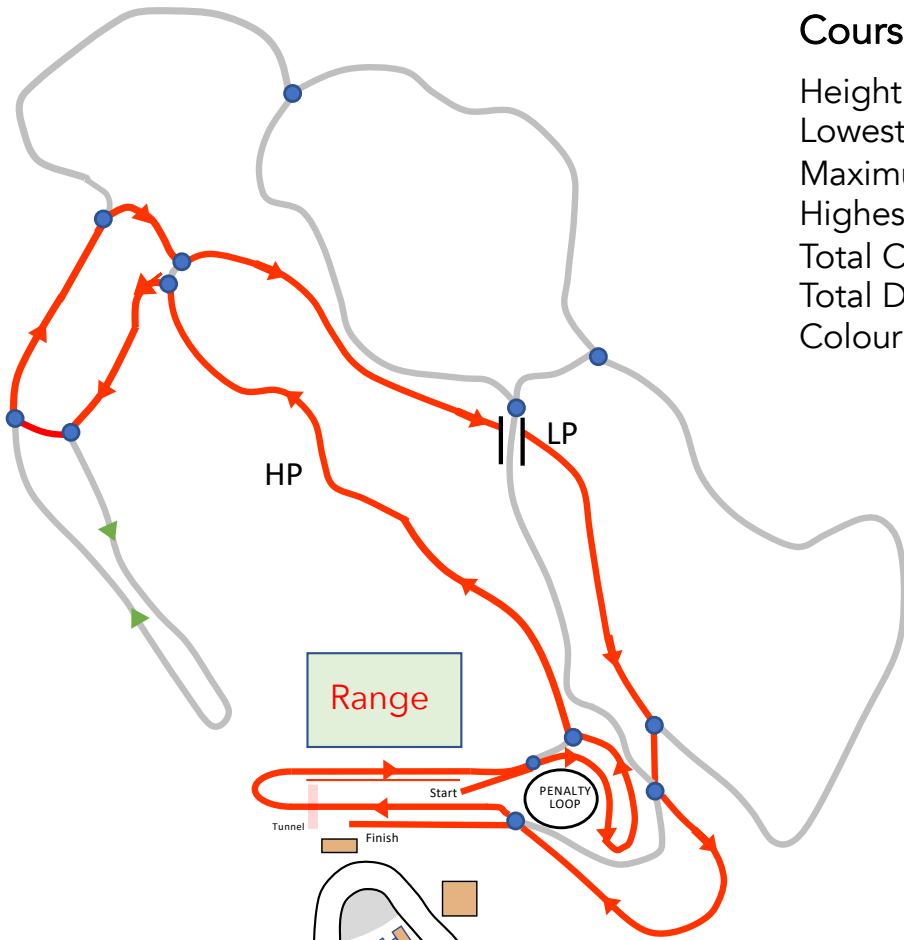 Cours
Height
Lowest
Maximu
Highes
Total C
Total D
Colour
LP
HP
Range
Start
PENALTY
LOOP
Tunnel
Finish